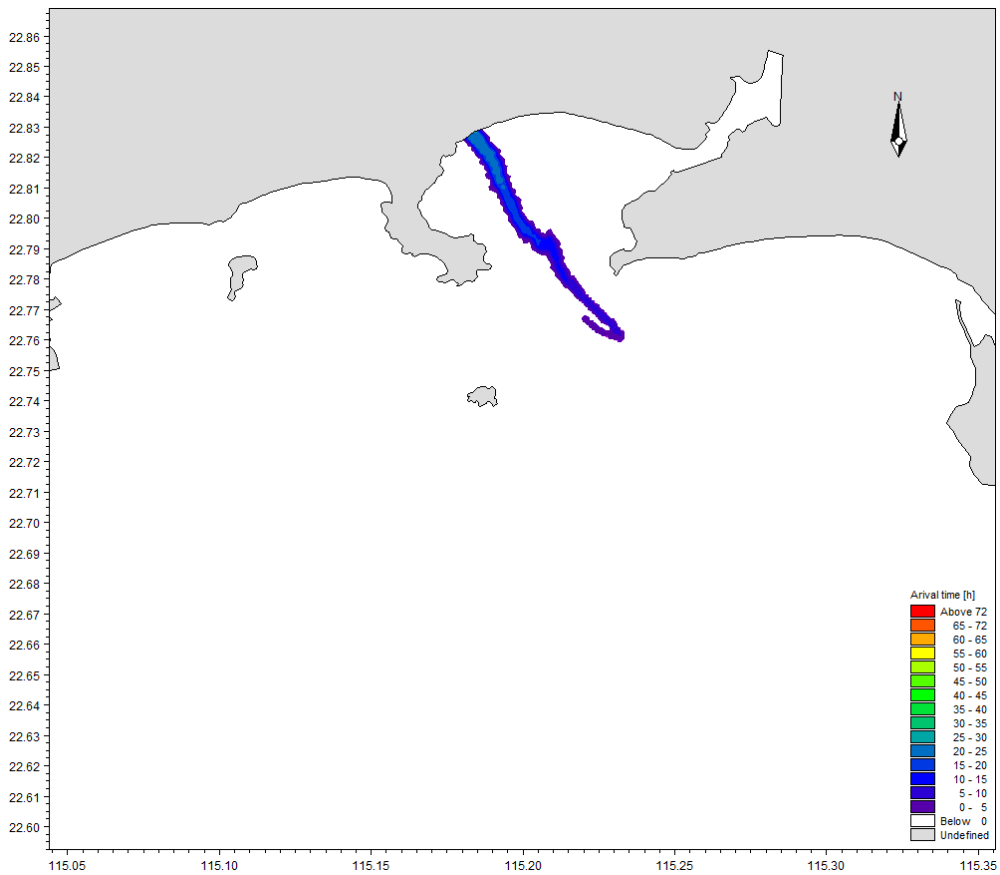 22.86
22.85
22.84
22.83
22.82
22.81
22.80
22.79
22.78
22.77
22.76
22.75
22.74
22.73
22.72
22.71
22.70
22.69
22.68
22.67
22.66
22.65
22.64
22.63
22.62
22.61
22.60
N
Arival time [h]
Above 72
65 - 72
60 - 65
55 - 60
50 - 55
45 - 50
40 - 45
35 - 40
30 - 35
25 - 30
20 - 25
15 - 20
10 - 15
5 - 10
0 - 5
Below 0
Undefined
115.05 115.10 115.15 115.20 115.25 115.30 115.35